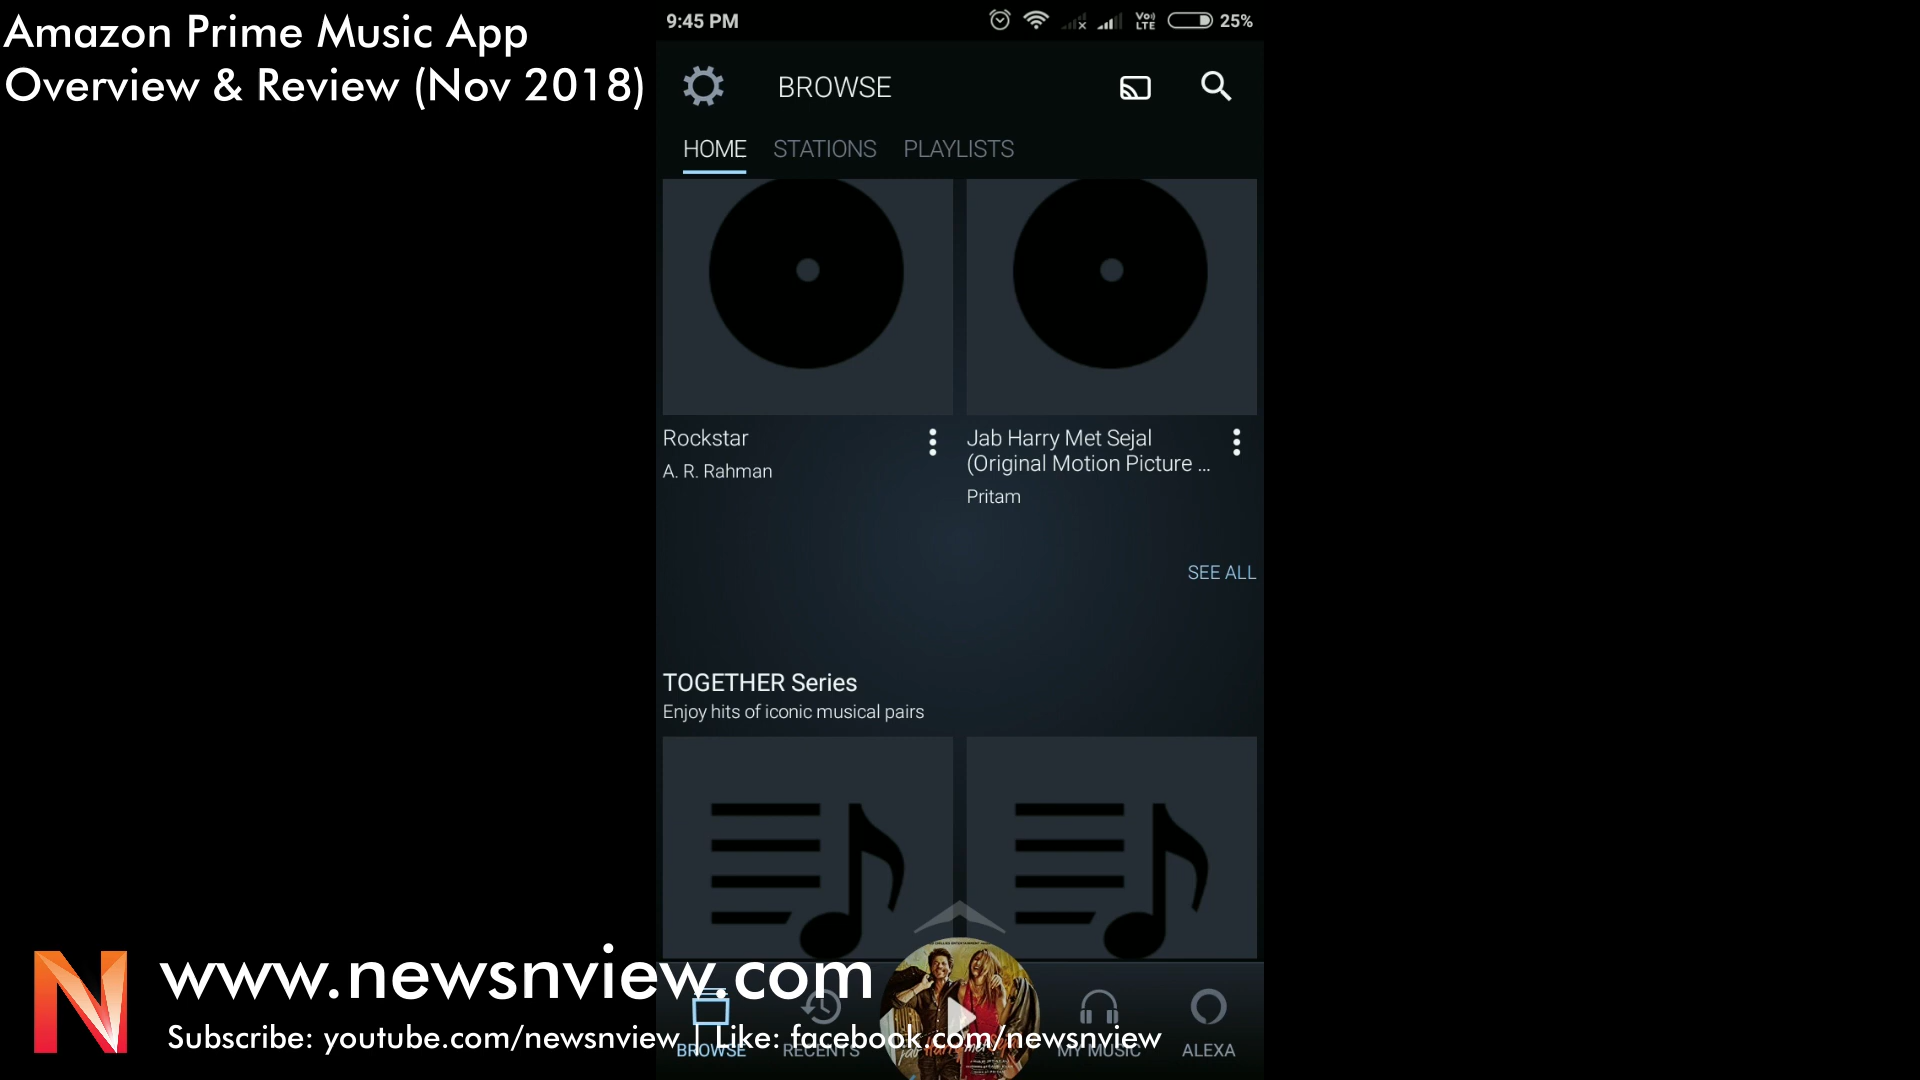 Amazon Prime Music App
Overview & Review (Nov 2018)
9:45 PM
Vo) LTE
25%
BROWSE
HOME STATIONS PLAYLISTS
Rockstar
A. R. Rahman
Jab Harry Met Sejal
(Original Motion Picture ...
Pritam
SEE ALL
TOGETHER Series
Enjoy hits of iconic musical pairs
www.newsnview.com
Subscribe: youtube.com/newsnview | Like: facebook.com/newsnview
BROWSE RECENTS MY MUSIC ALEXA